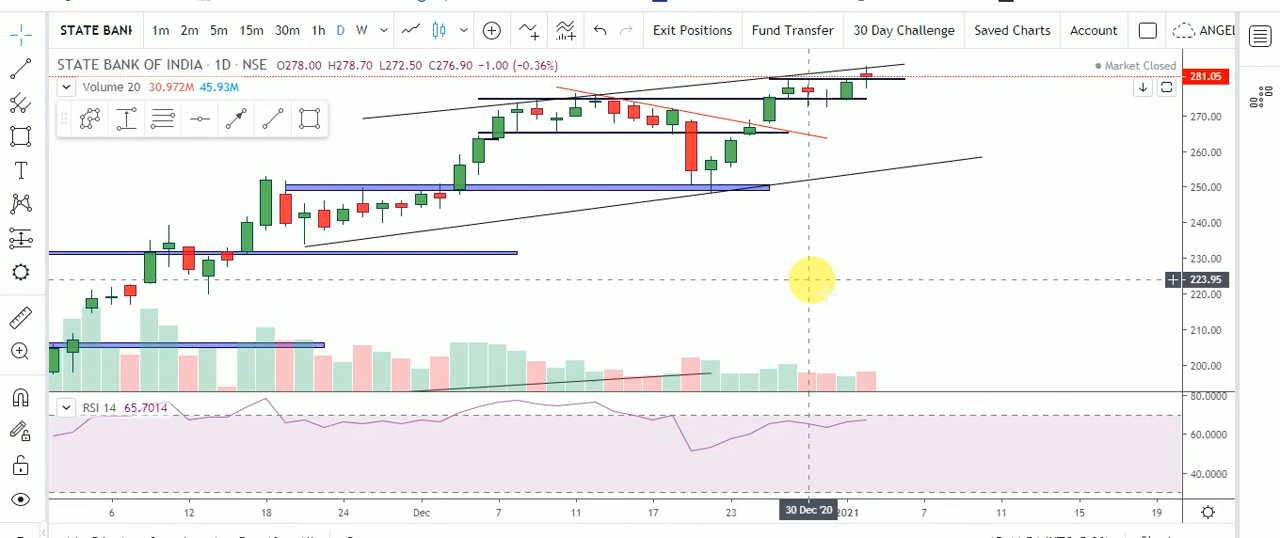 STATE BANK 1m 2m 5m 15m 30m 1h D W Exit Positions Fund Transfer 30 Day Challenge Saved Charts Account ANGEL
STATE BANK OF INDIA · 1D · NSE O278.00 H278.70 L272.50 C276.90 -1.00 (-0.36%) Market Closed
Volume 20 30.972M 45.93M
281.05
270.00
260.00
250.00
240.00
230.00
223.95
220.00
210.00
200.00
RSI 14 65.7014
80.0000
60.0000
40.0000
6 12 18 24 Dec 7 11 17 23 30 Dec '20 2021 7 11 15 19